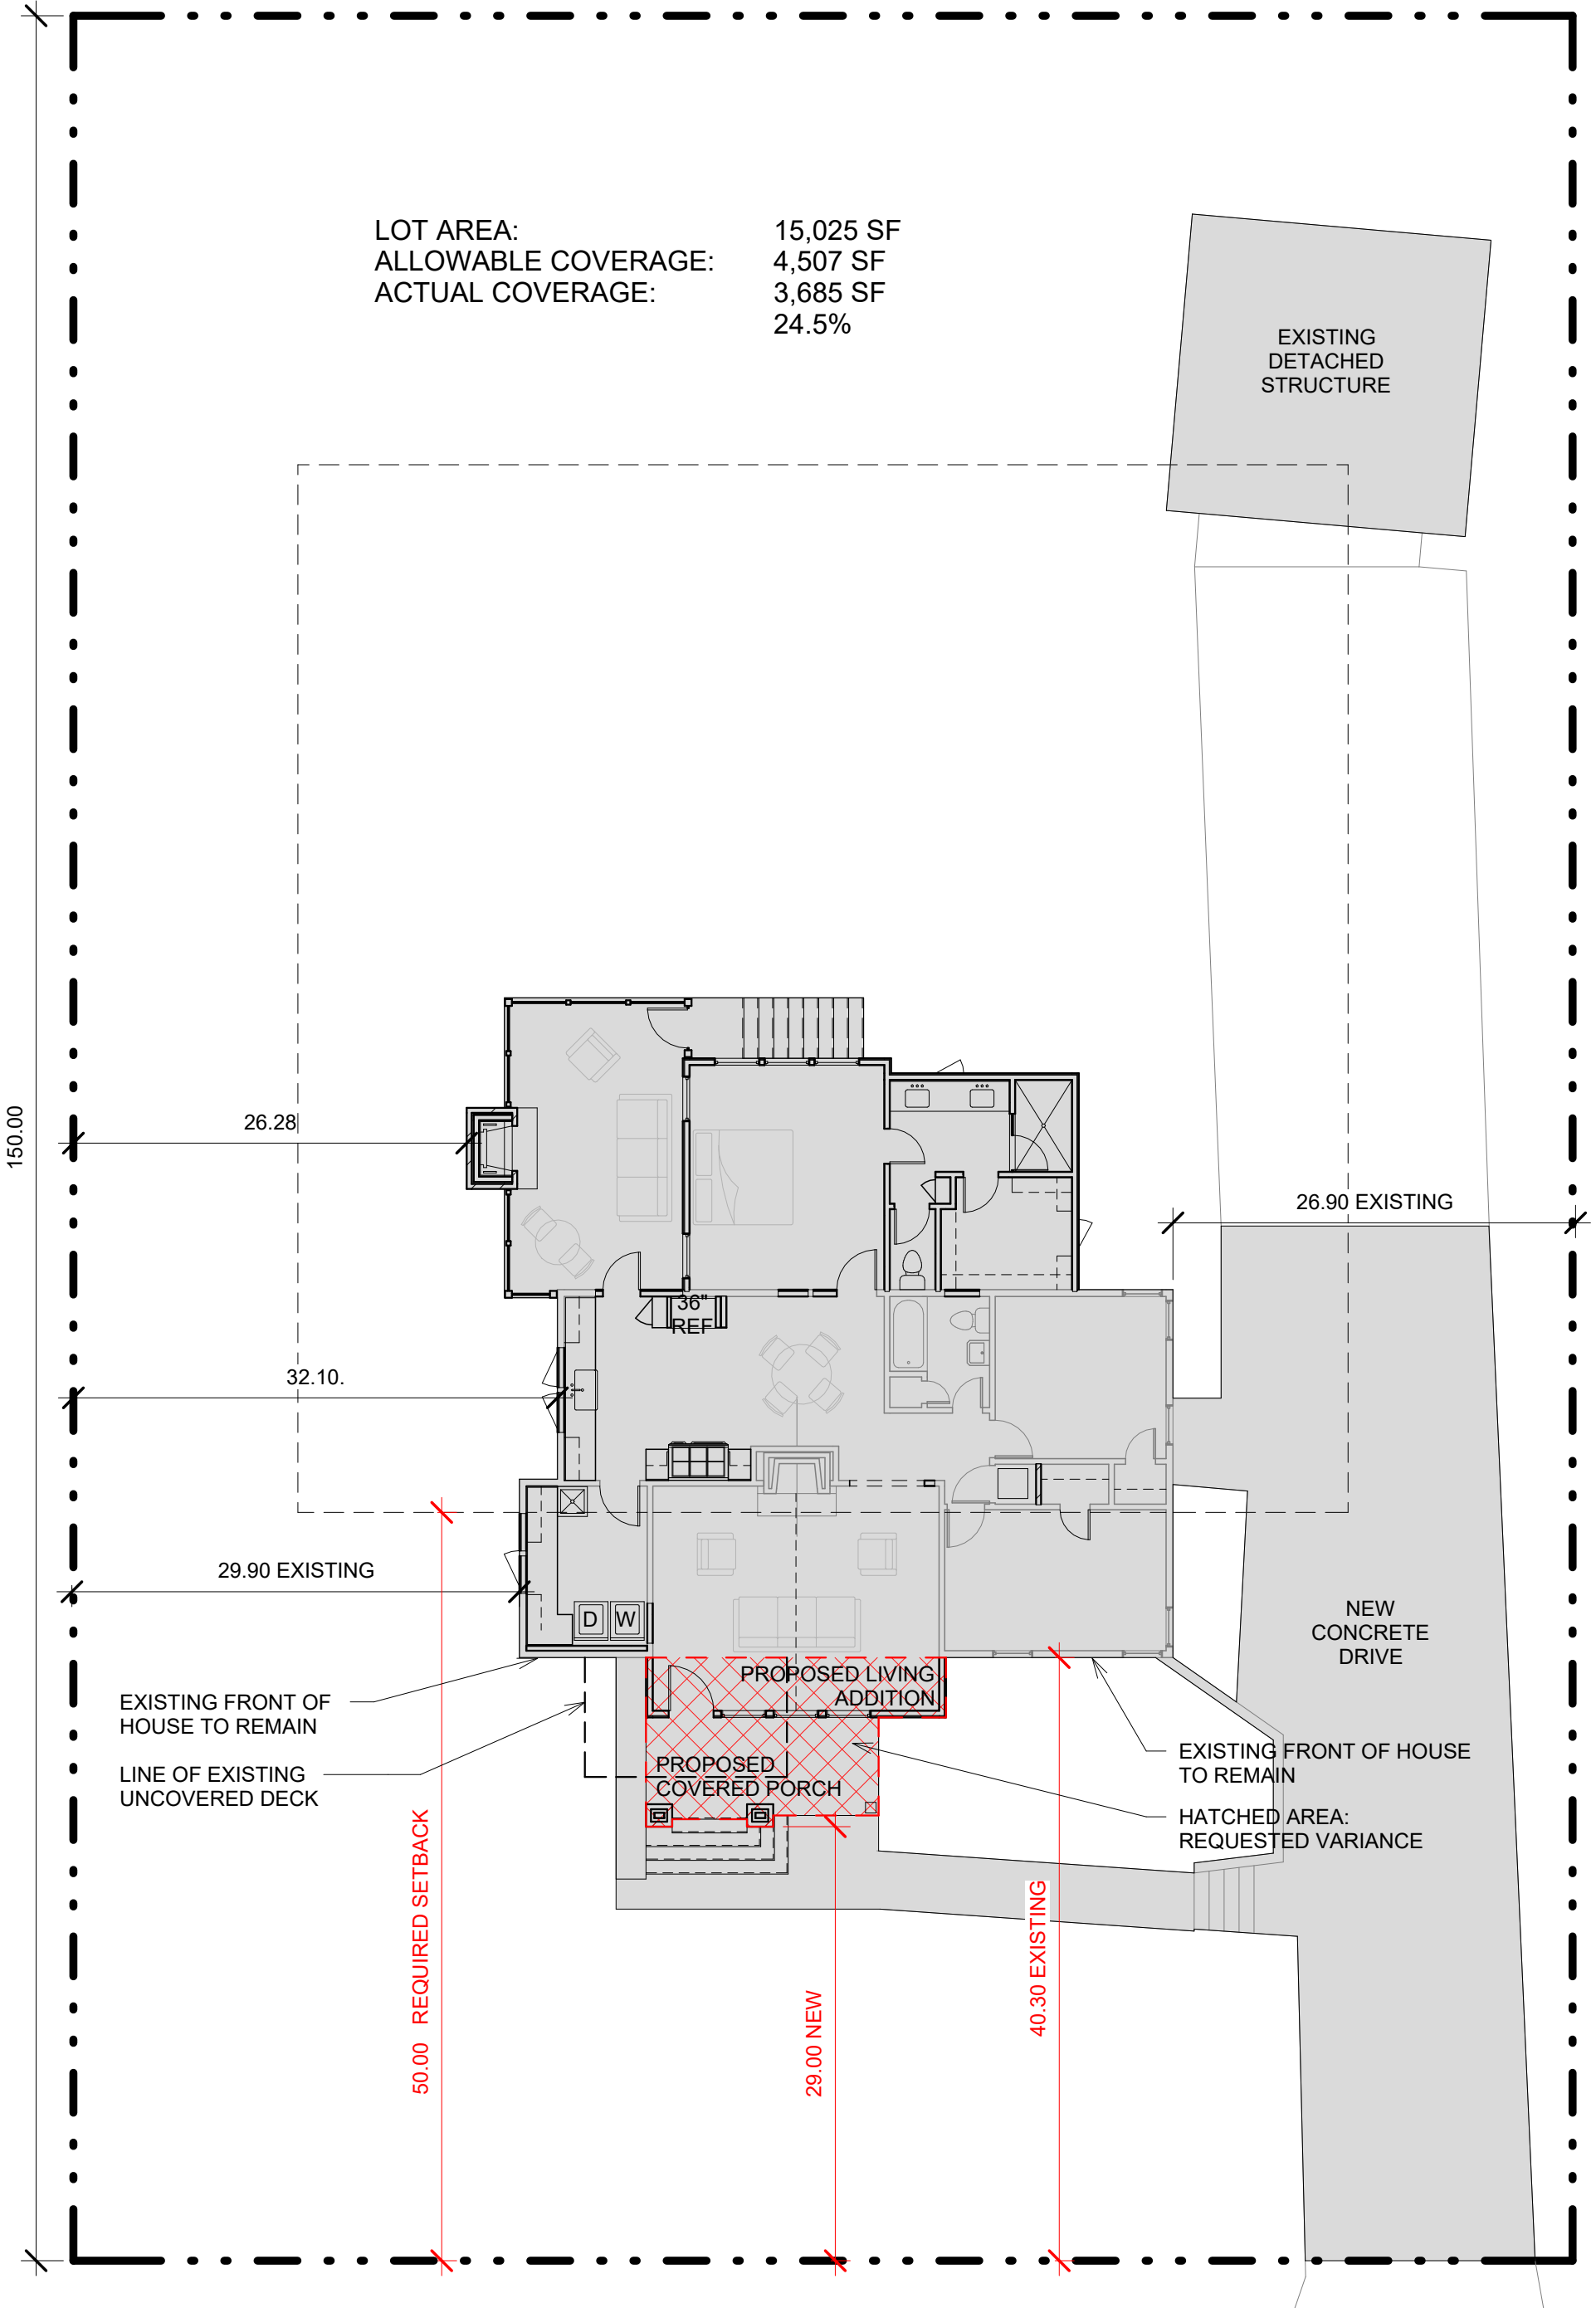 LOT AREA: 15,025 SF
ALLOWABLE COVERAGE: 4,507 SF
ACTUAL COVERAGE: 3,685 SF
24.5%
EXISTING
DETACHED
STRUCTURE
150.00
26.28
26.90 EXISTING
36"
REF
32.10.
29.90 EXISTING
D W
NEW
CONCRETE
DRIVE
PROPOSED LIVING
ADDITION
EXISTING FRONT OF
HOUSE TO REMAIN
LINE OF EXISTING
UNCOVERED DECK
PROPOSED
COVERED PORCH
EXISTING FRONT OF HOUSE
TO REMAIN
HATCHED AREA:
REQUESTED VARIANCE
50.00 REQUIRED SETBACK
29.00 NEW
40.30 EXISTING